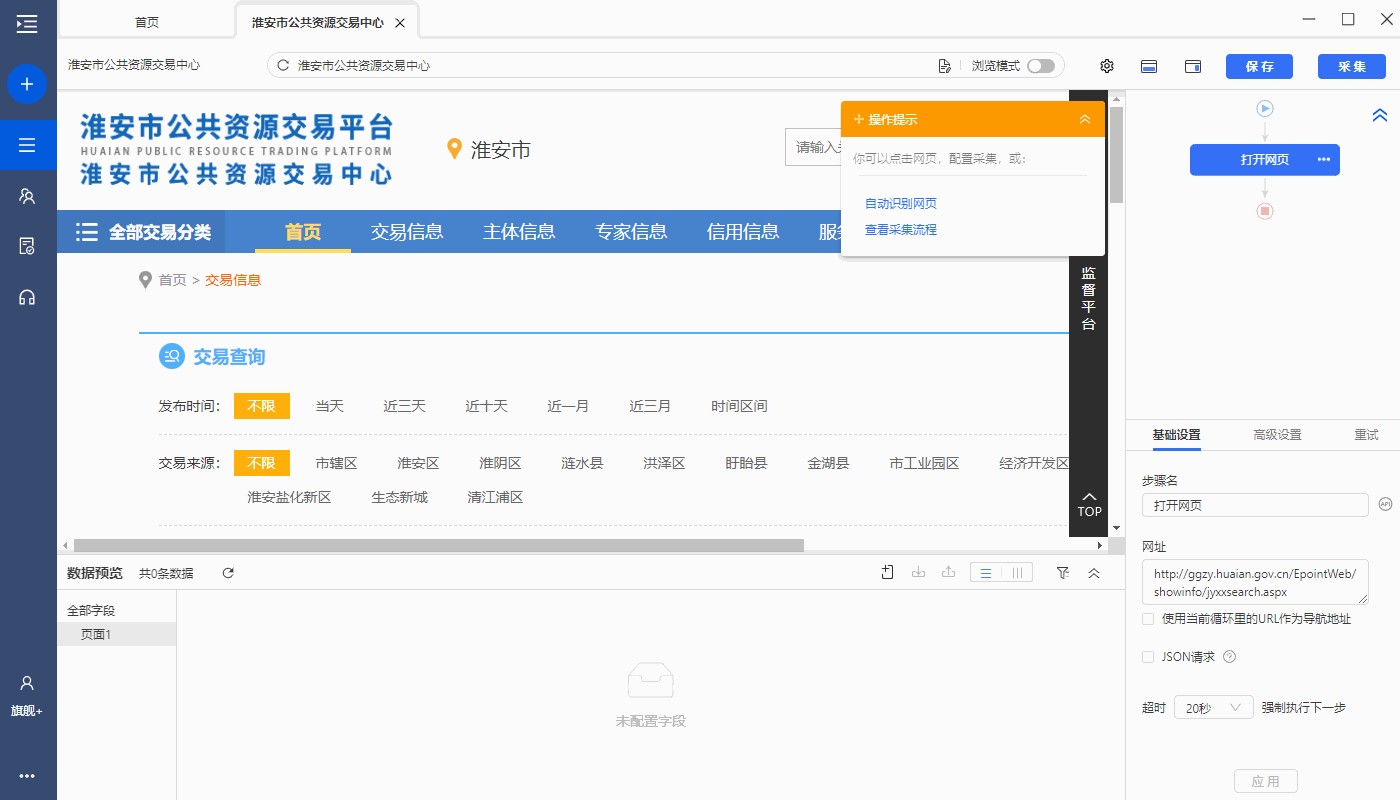 首页
淮安市公共资源交易中心
淮安市公共资源交易中心
淮安市公共资源交易中心
浏览模式
保 存
采 集
淮安市公共资源交易平台
HUAIAN PUBLIC RESOURCE TRADING PLATFORM
淮安市公共资源交易中心
淮安市
请输入
操作提示
你可以点击网页，配置采集，或：
自动识别网页
查看采集流程
全部交易分类
首页
交易信息
主体信息
专家信息
信用信息
服
监督平台
首页 > 交易信息
交易查询
发布时间：
不限
当天
近三天
近十天
近一月
近三月
时间区间
交易来源：
不限
市辖区
淮安区
淮阴区
涟水县
洪泽区
盱眙县
金湖县
市工业园区
经济开发区
淮安盐化新区
生态新城
清江浦区
TOP
数据预览
共0条数据
全部字段
页面1
未配置字段
打开网页
基础设置
高级设置
重试
步骤名
打开网页
API
网址
http://ggzy.huaian.gov.cn/EpointWeb/
showinfo/jyxxsearch.aspx
使用当前循环里的URL作为导航地址
JSON请求
超时
20秒
强制执行下一步
应 用
旗舰+